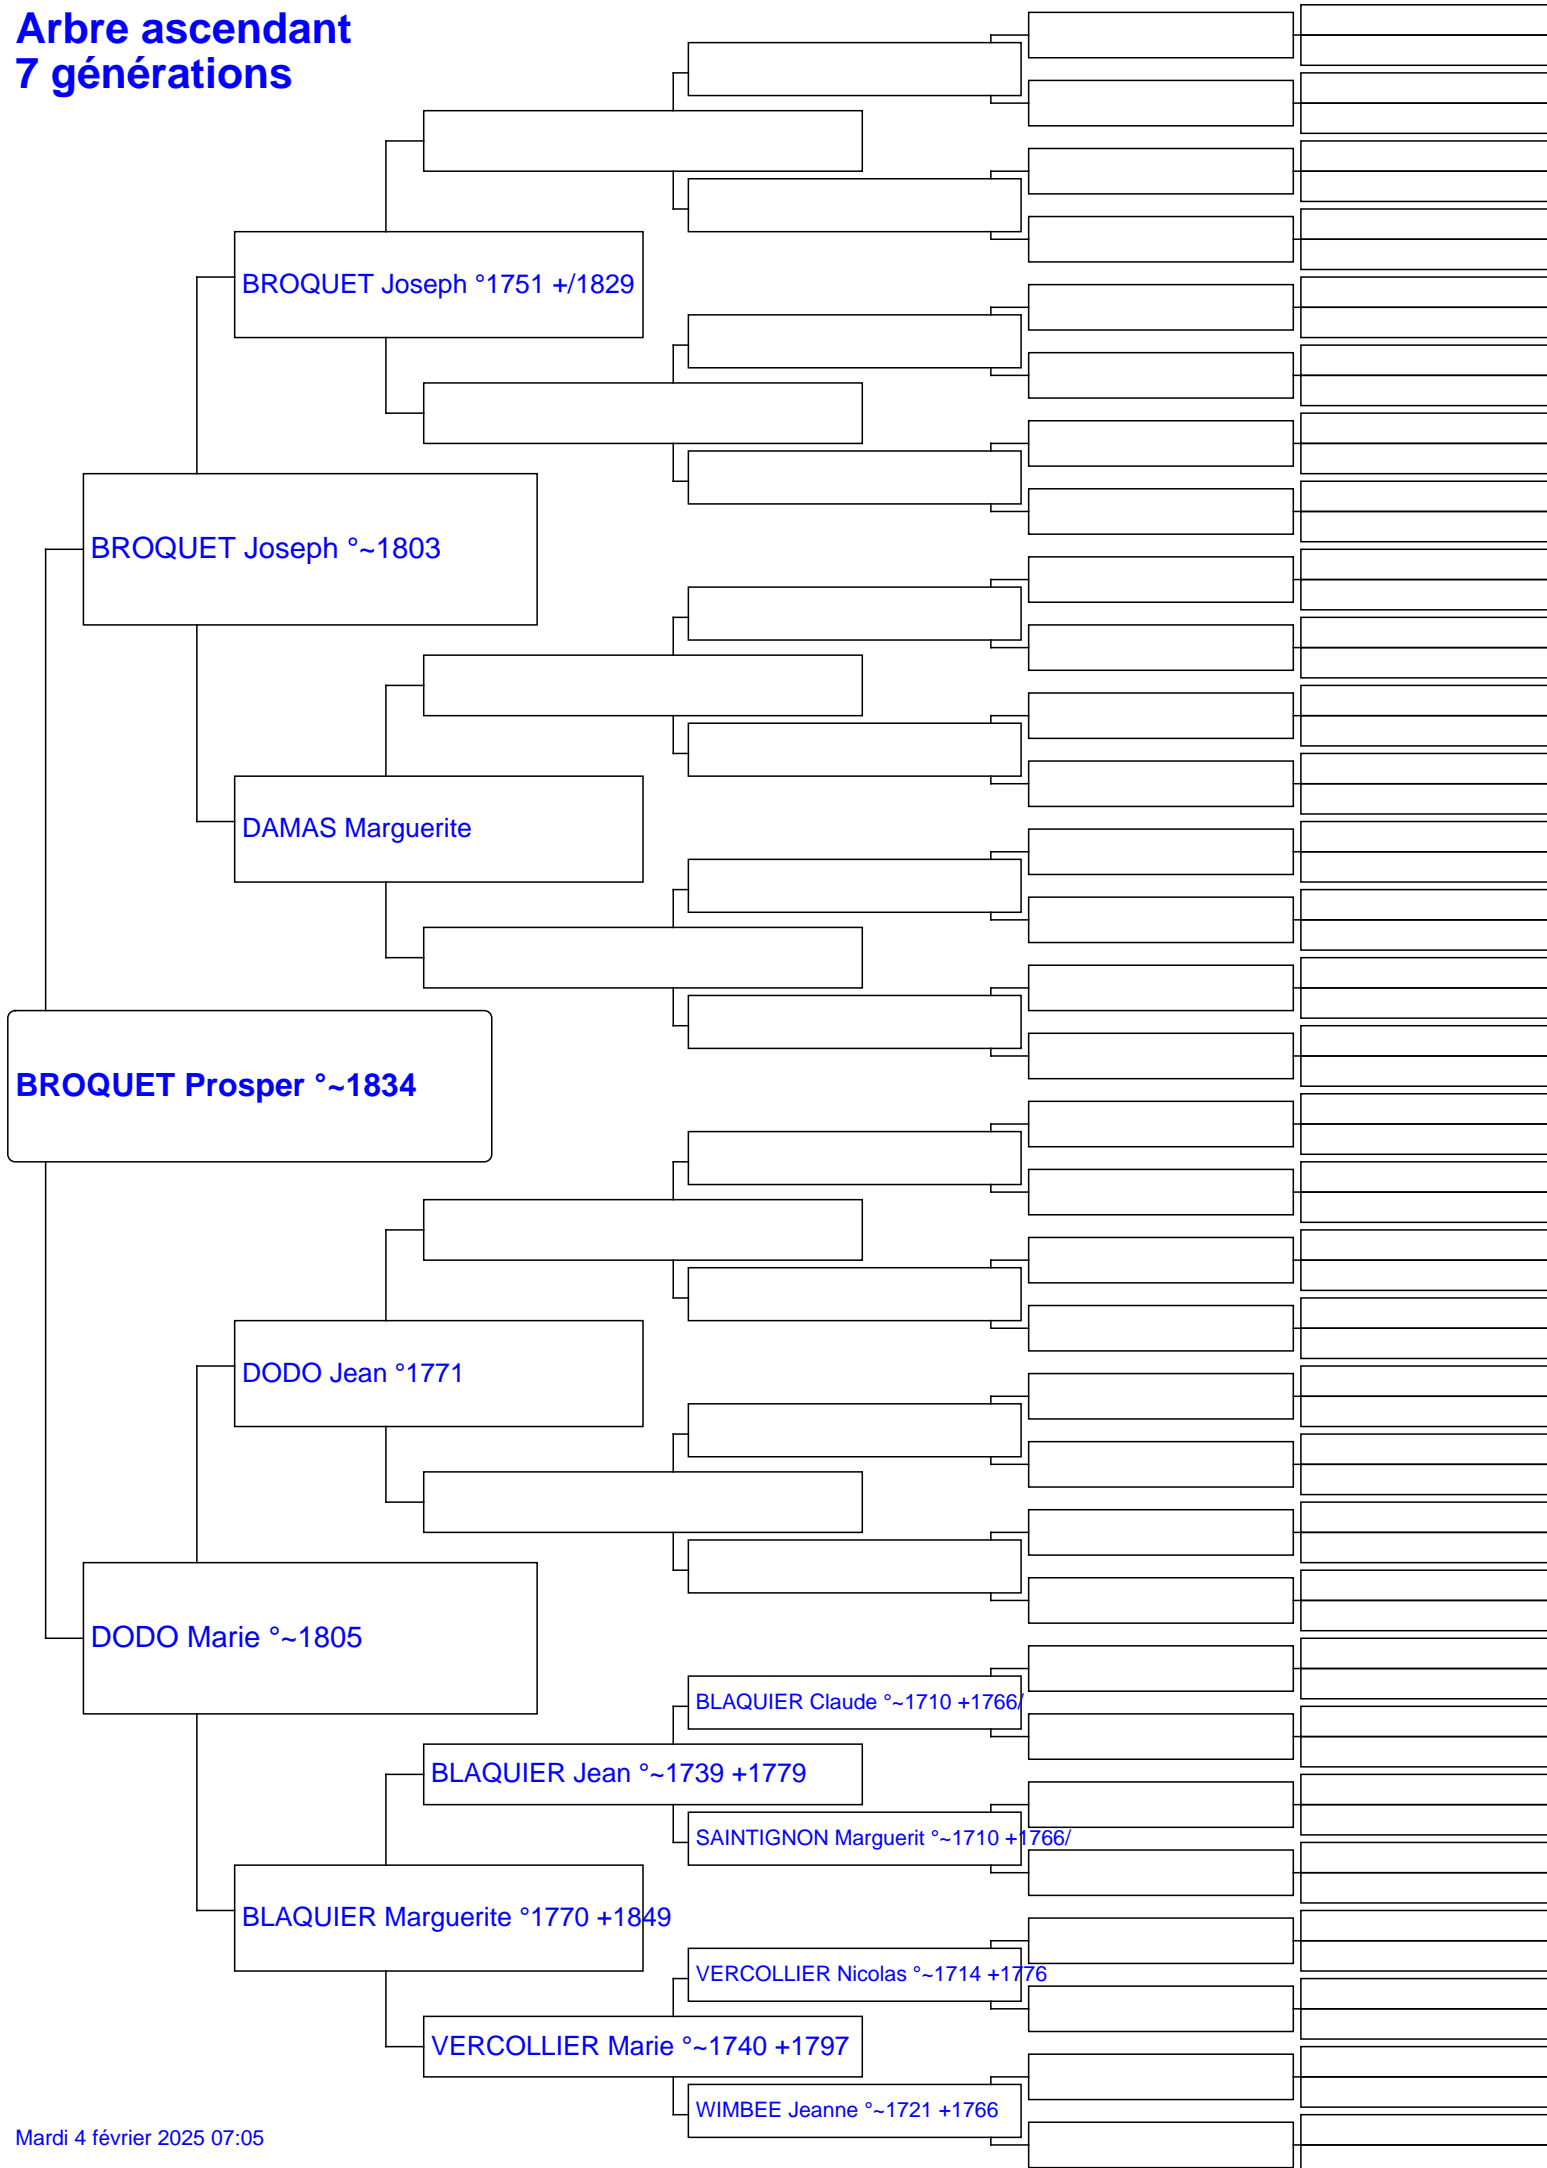 Arbre ascendant
7 générations
BROQUET Joseph °1751 +/1829
BROQUET Joseph °~1803
DAMAS Marguerite
BROQUET Prosper °~1834
DODO Jean °1771
DODO Marie °~1805
BLAQUIER Claude °~1710 +1766/
BLAQUIER Jean °~1739 +1779
SAINTIGNON Marguerit °~1710 +1766/
BLAQUIER Marguerite °1770 +1849
VERCOLLIER Nicolas °~1714 +1776
VERCOLLIER Marie °~1740 +1797
WIMBEE Jeanne °~1721 +1766
Mardi 4 février 2025 07:05